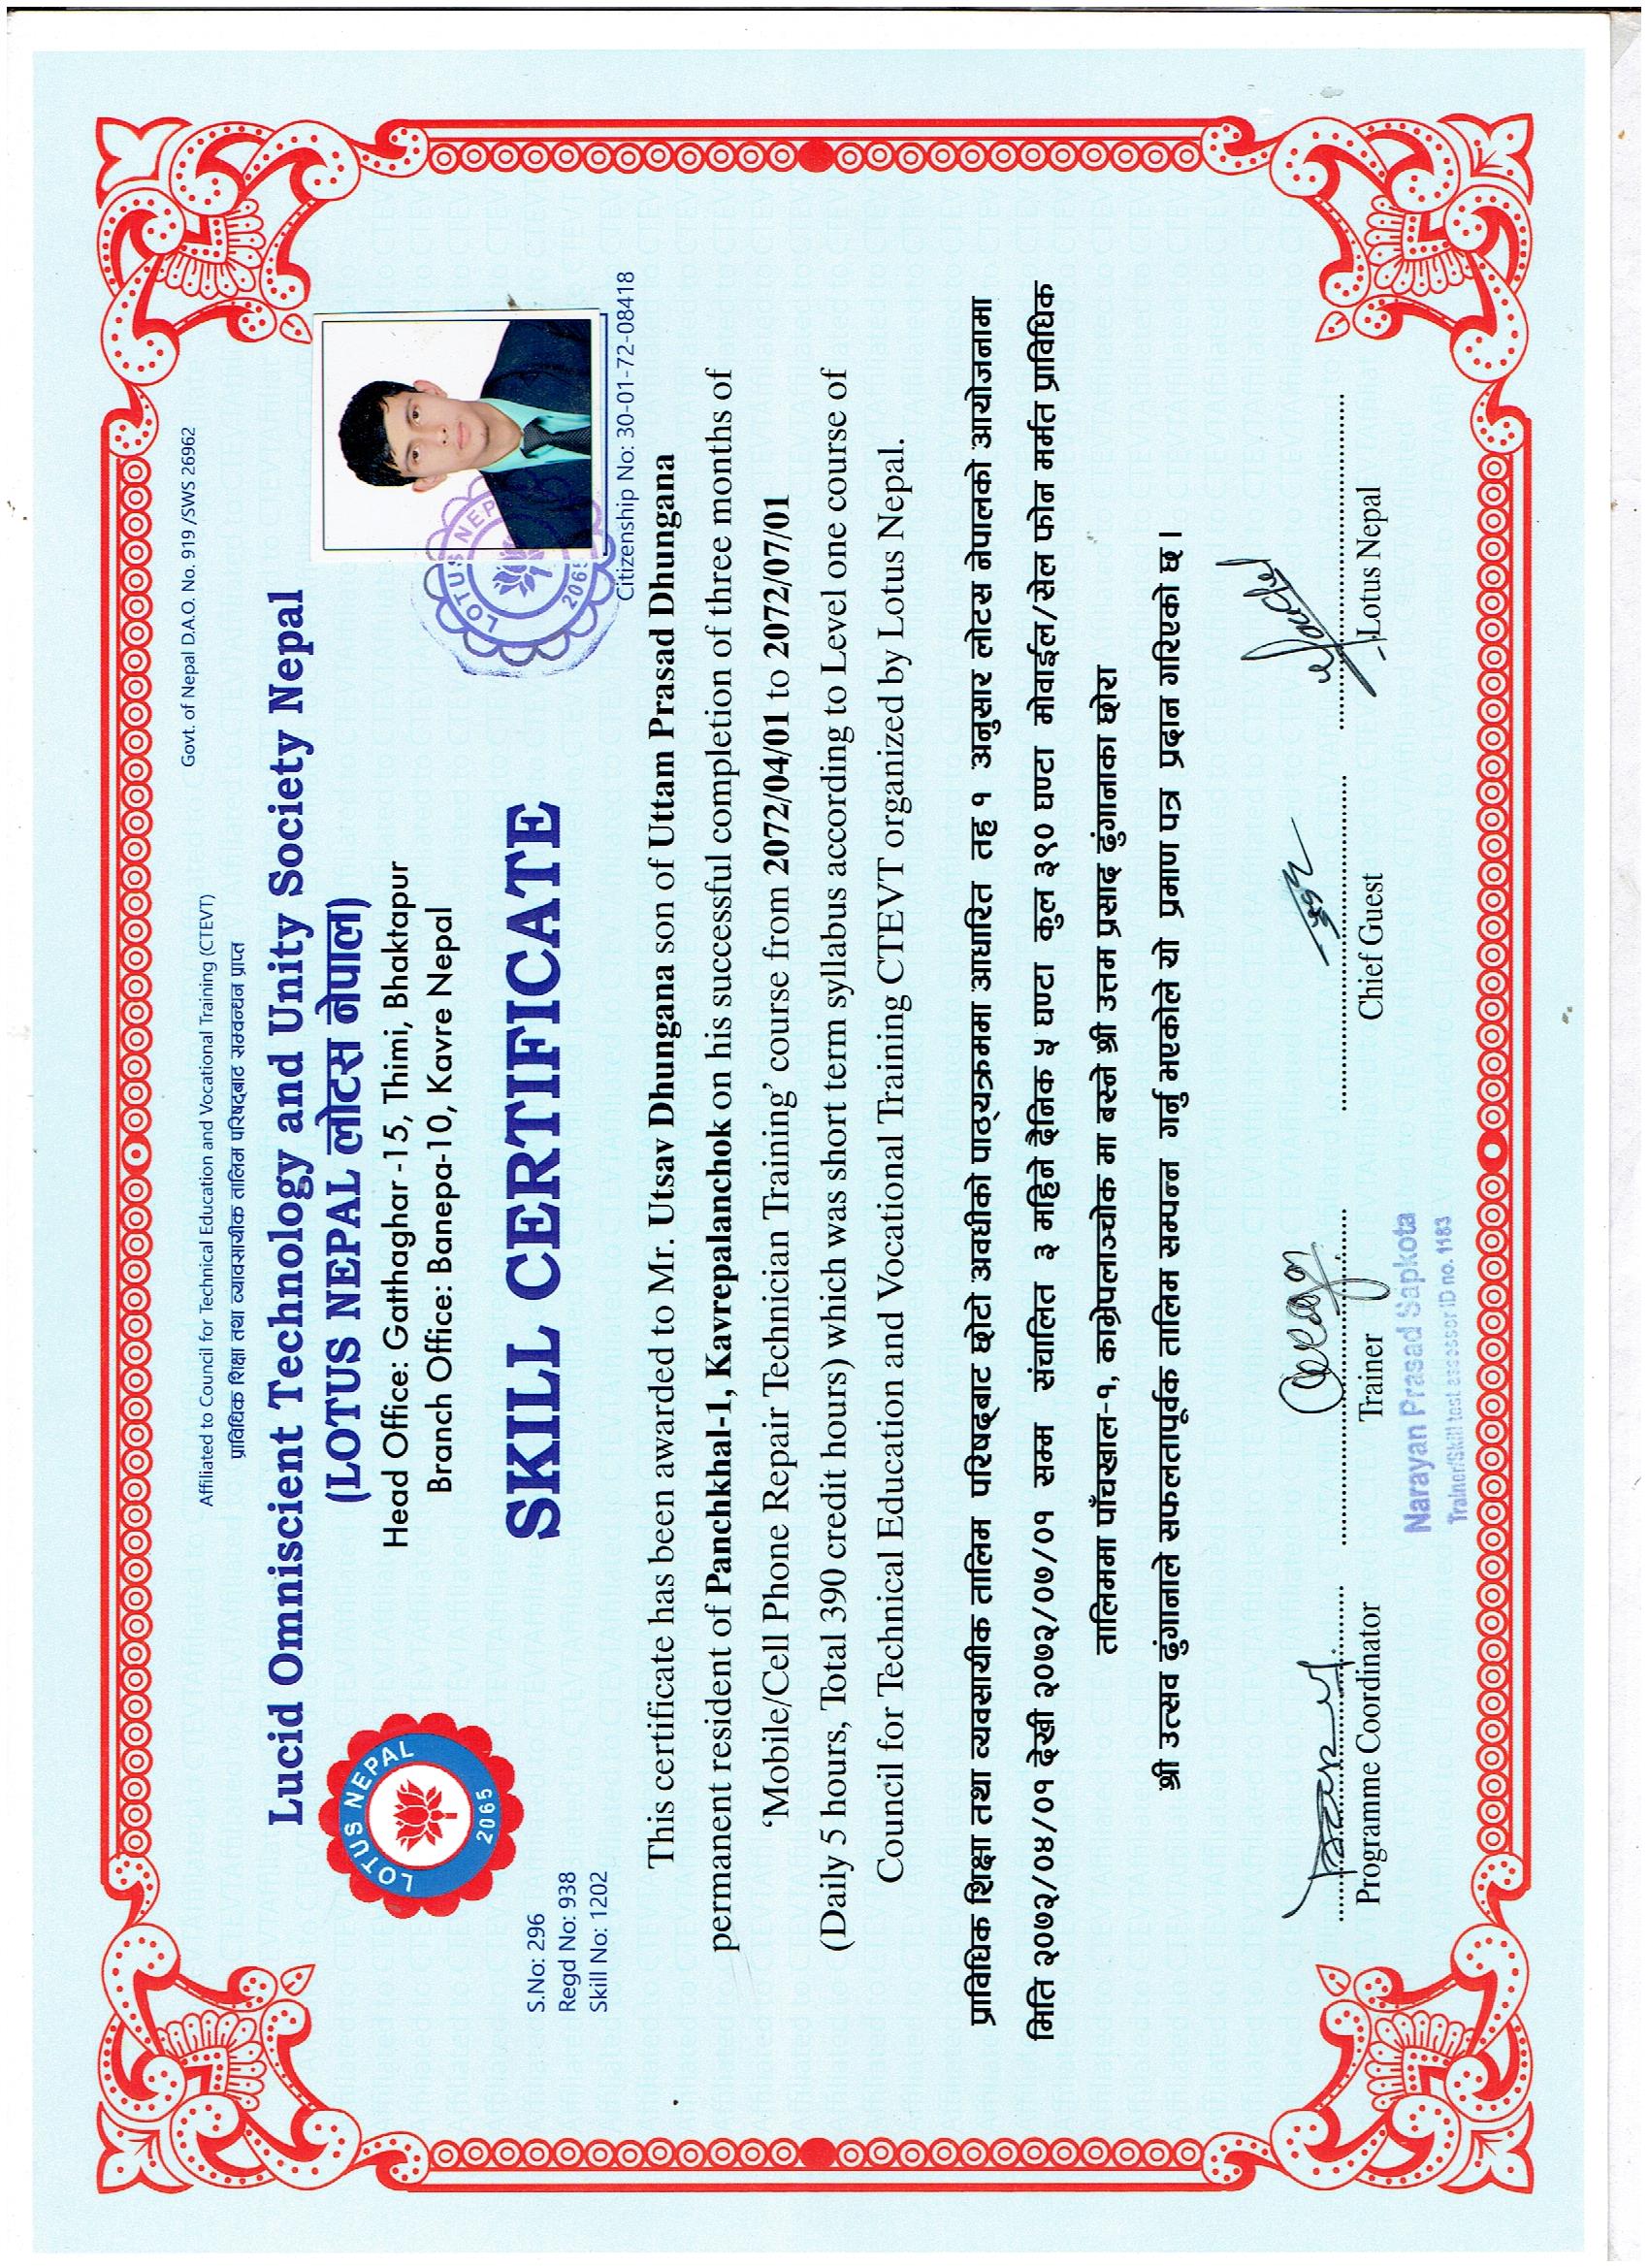 Govt. of Nepal D.A.O. No. 919 /SWS 26962
Affiliated to Council for Technical Education and Vocational Training (CTEVT)
प्राविधिक शिक्षा तथा व्यावसायीक तालिम परिषद्बाट सम्वन्धन प्राप्त
Lucid Omniscient Technology and Unity Society Nepal
(LOTUS NEPAL लोटस नेपाल)
Head Office: Gatthaghar -15, Thimi, Bhaktapur
Branch Office: Banepa-10, Kavre Nepal
LOTUS NEPAL
2065
SKILL CERTIFICATE
LOTUS NEP
2065
S.No: 296
Regd No: 938
Skill No: 1202
Citizenship No: 30-01-72-08418
This certificate has been awarded to Mr. Utsav Dhungana son of Uttam Prasad Dhungana
permanent resident of Panchkhal-1, Kavrepalanchok on his successful completion of three months of
‘Mobile/Cell Phone Repair Technician Training’ course from 2072/04/01 to 2072/07/01
(Daily 5 hours, Total 390 credit hours) which was short term syllabus according to Level one course of
Council for Technical Education and Vocational Training CTEVT organized by Lotus Nepal.
प्राविधिक शिक्षा तथा व्यवसायीक तालिम परिषद्बाट छोटो अवधीको पाठ्यक्रममा आधारित तह १ अनुसार लोटस नेपालको आयोजनामा
मिति २०७२/०४/०१ देखी २०७२/०७/०१ सम्म संचालित ३ महिने दैनिक ५ घण्टा कुल ३९० घण्टा मोवाईल/सेल फोन मर्मत प्राविधिक
तालिममा पाँचखाल-१, काभ्रेपलाञ्चोक मा बस्ने श्री उत्तम प्रसाद ढुंगानाका छोरा
श्री उत्सव ढुंगानाले सफलतापूर्वक तालिम सम्पन्न गर्नु भएकोले यो प्रमाण पत्र प्रदान गरिएको छ ।
Programme Coordinator
Trainer
Chief Guest
Lotus Nepal
Narayan Prasad Sapkota
Trainer/Skill test assessor ID no. 1183